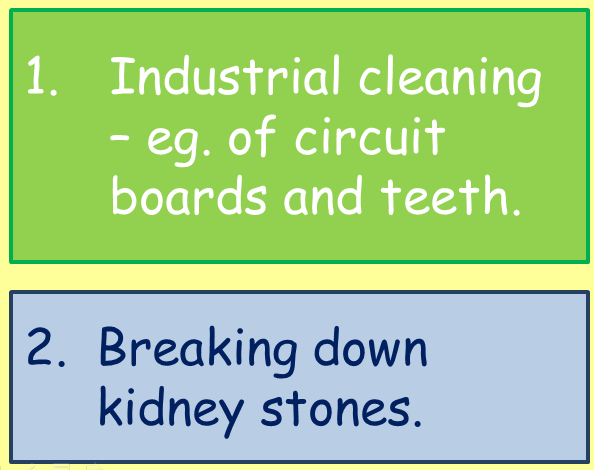 1. Industrial cleaning
– eg. of circuit
boards and teeth.
2. Breaking down
kidney stones.